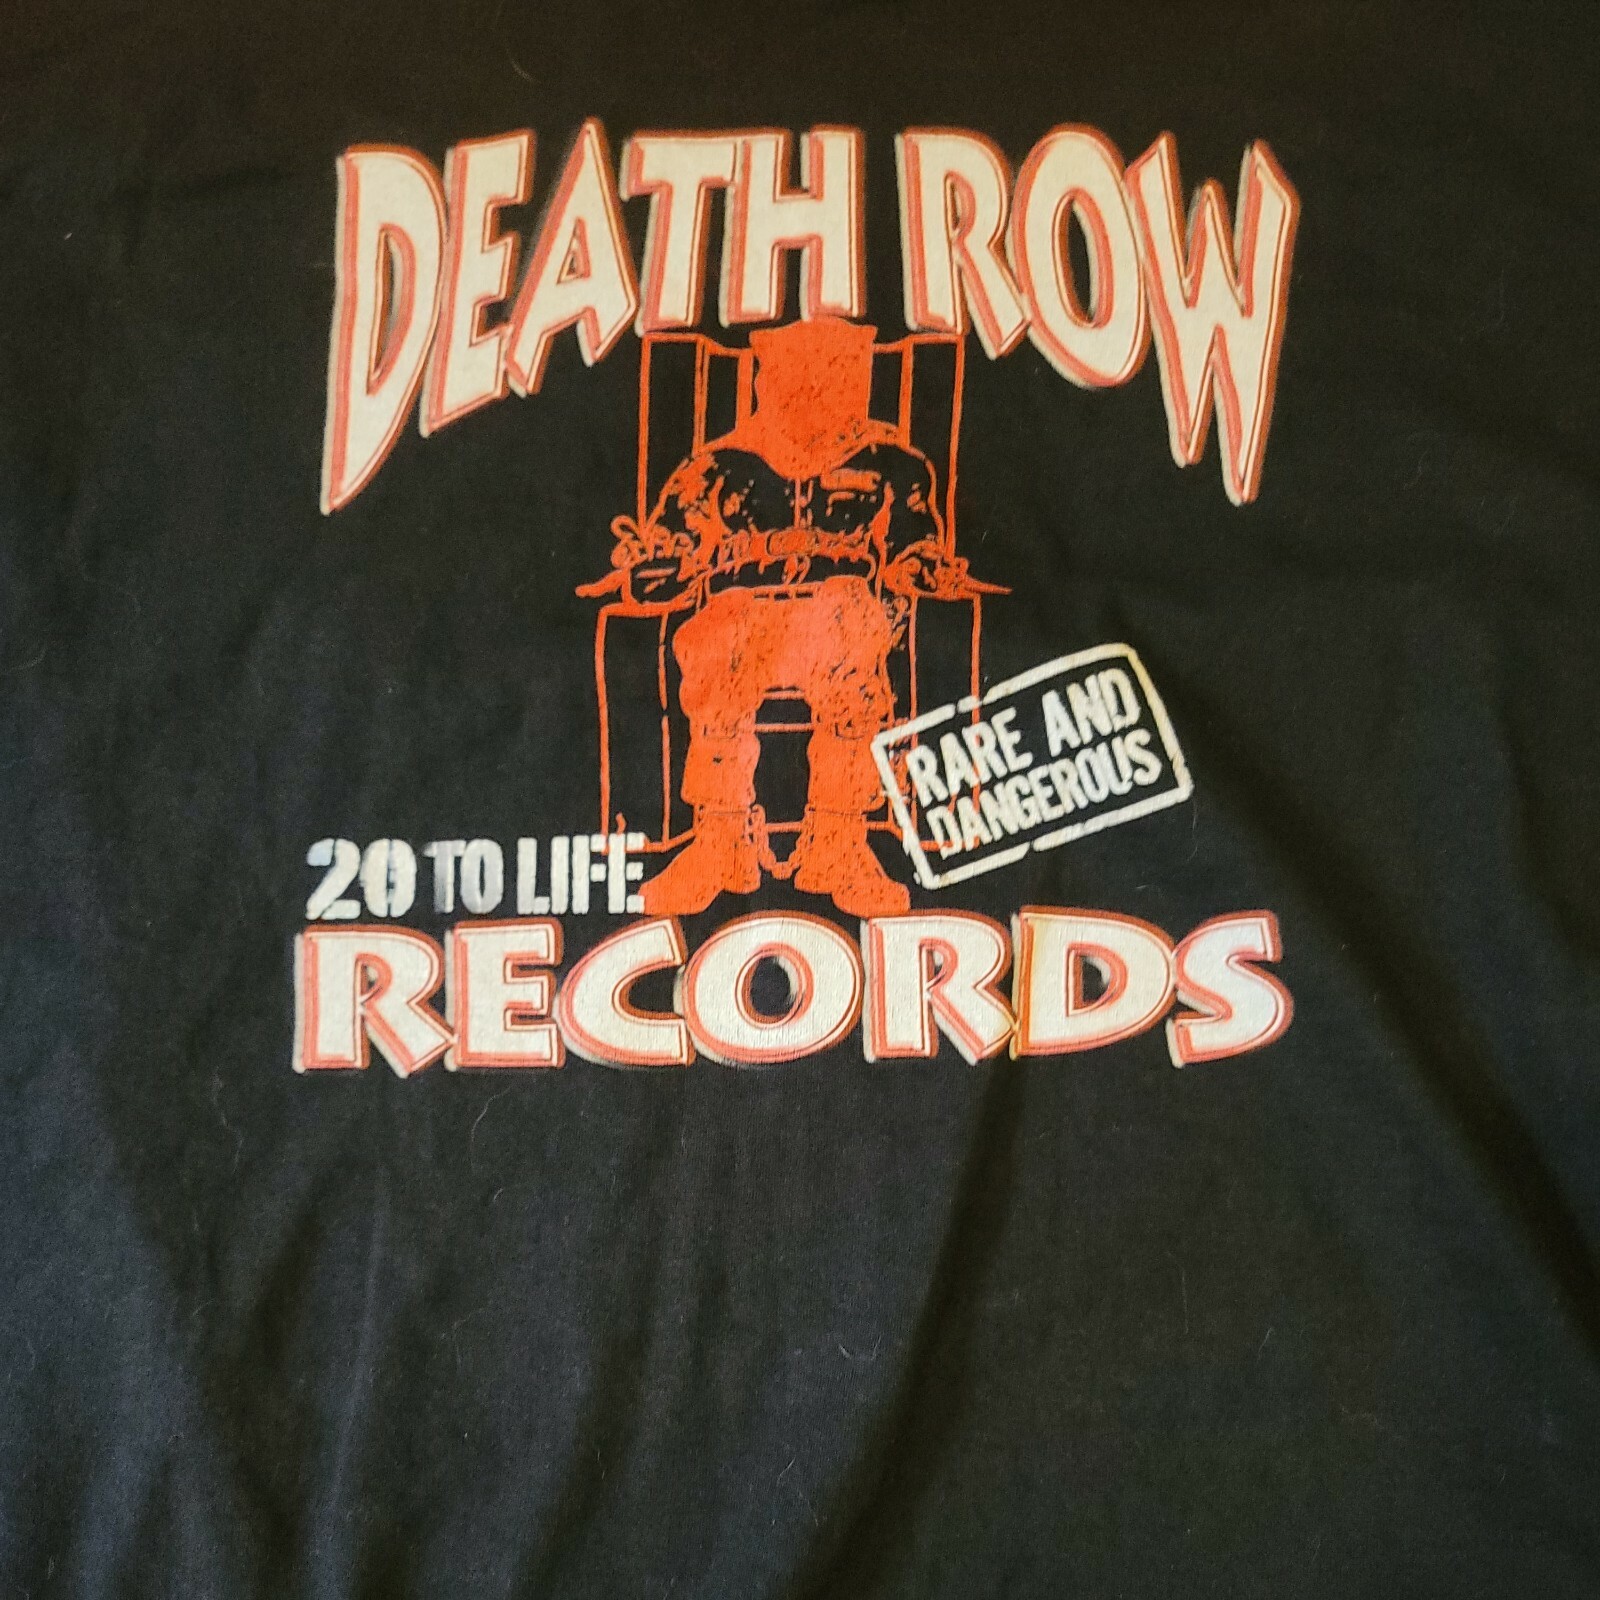 DEATH ROW
RARE AND
DANGEROUS
20 TO LIFE
RECORDS